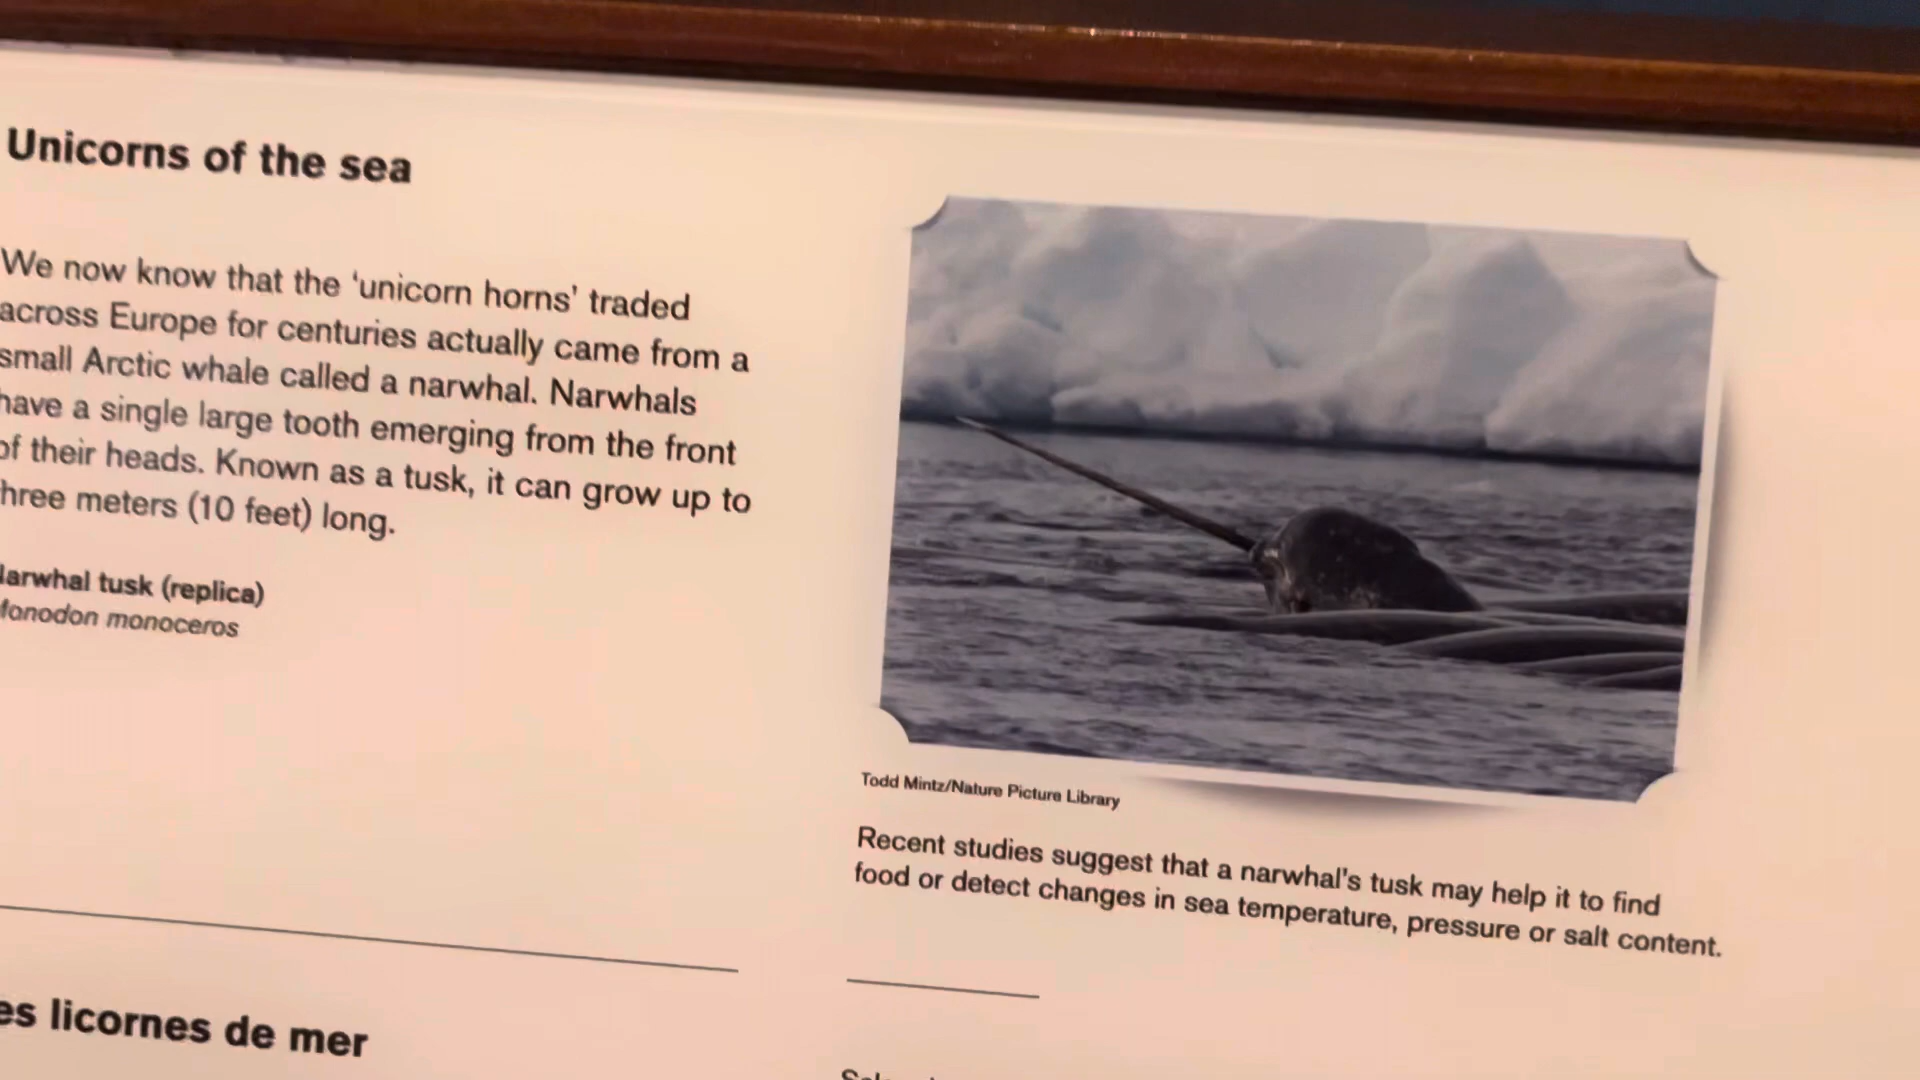 Unicorns of the sea
We now know that the ‘unicorn horns’ traded
across Europe for centuries actually came from a
small Arctic whale called a narwhal. Narwhals
have a single large tooth emerging from the front
of their heads. Known as a tusk, it can grow up to
three meters (10 feet) long.
Narwhal tusk (replica)
Monodon monoceros
es licornes de mer
Todd Mintz/Nature Picture Library
Recent studies suggest that a narwhal’s tusk may help it to find
food or detect changes in sea temperature, pressure or salt content.